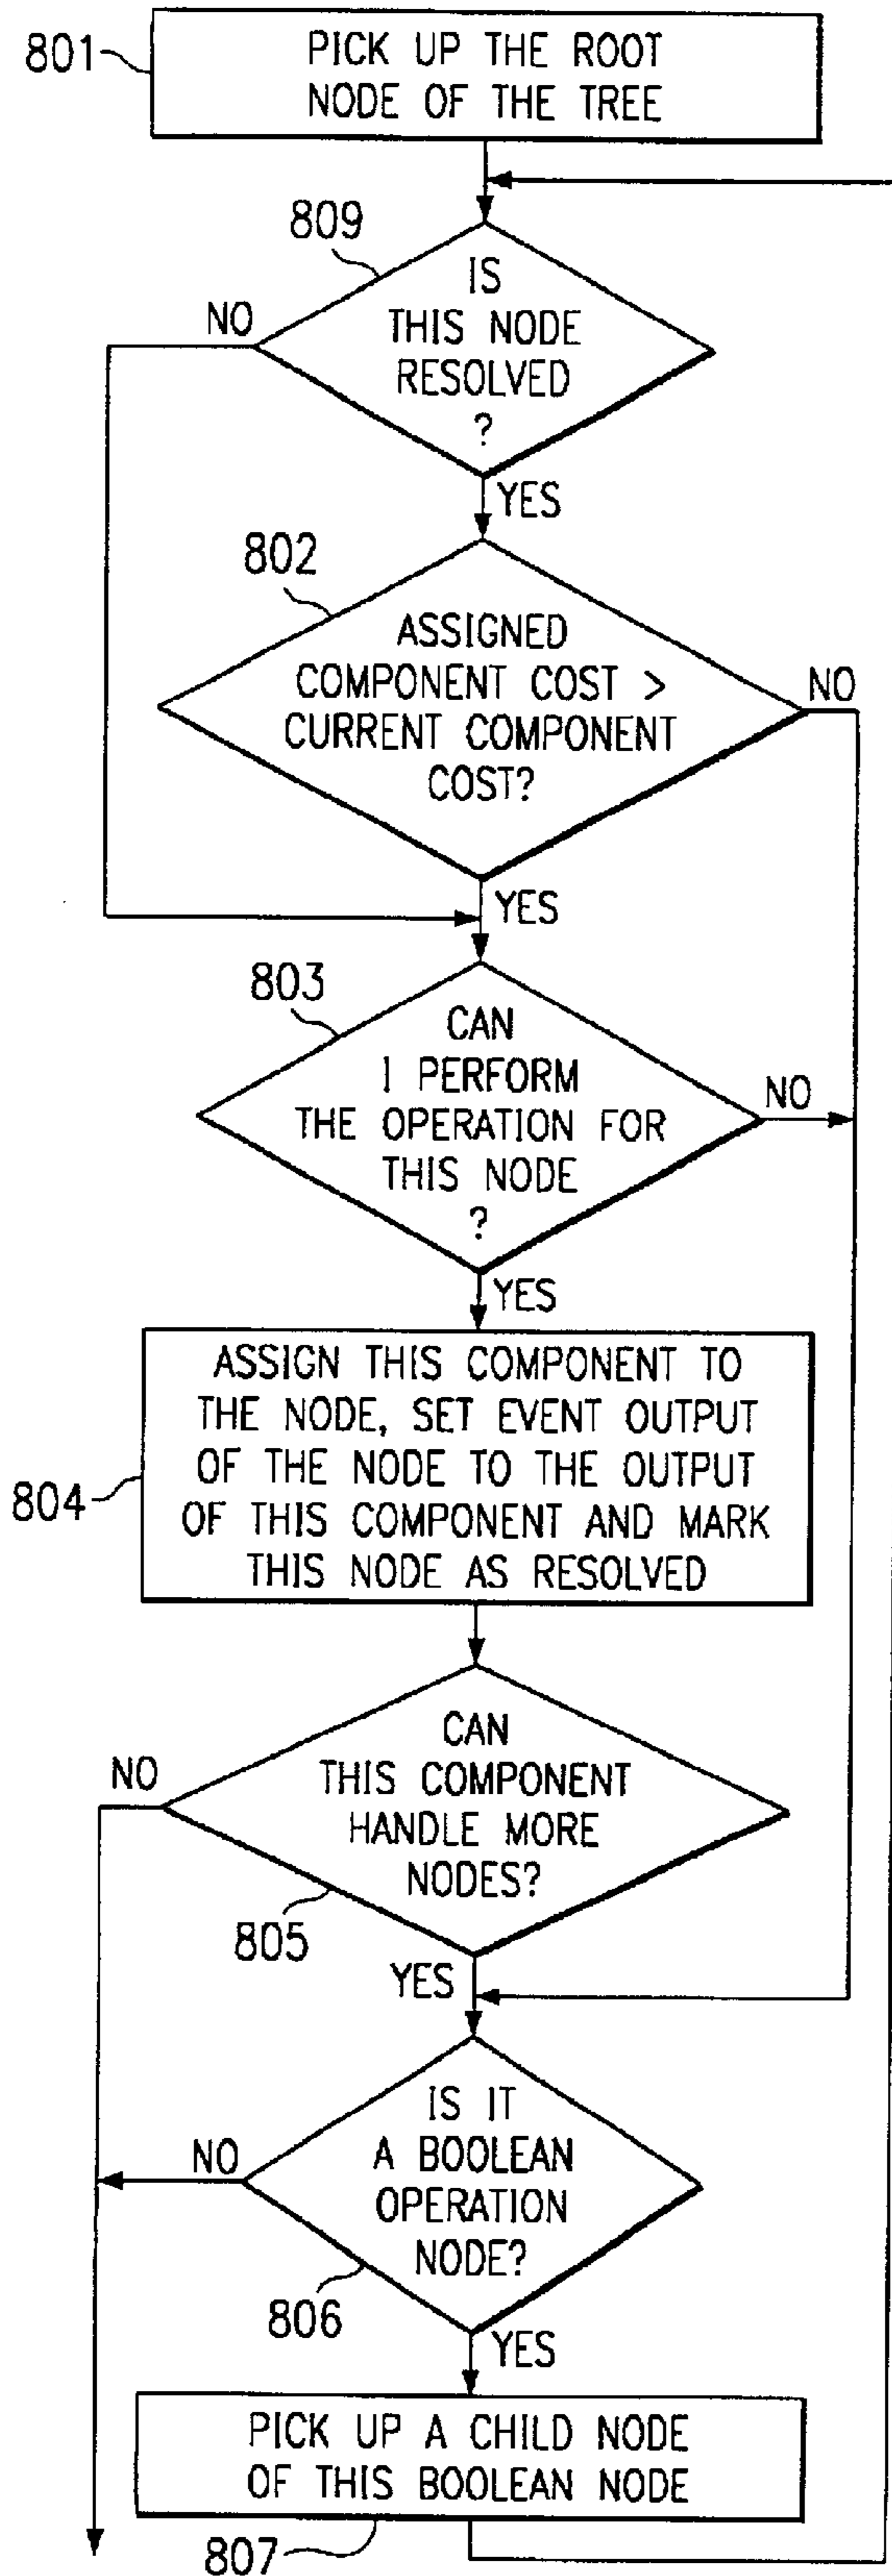 801
PICK UP THE ROOT
NODE OF THE TREE
809
IS
THIS NODE
RESOLVED
?
NO
YES
802
ASSIGNED
COMPONENT COST >
CURRENT COMPONENT
COST?
NO
YES
803
CAN
I PERFORM
THE OPERATION FOR
THIS NODE
?
NO
YES
804
ASSIGN THIS COMPONENT TO
THE NODE, SET EVENT OUTPUT
OF THE NODE TO THE OUTPUT
OF THIS COMPONENT AND MARK
THIS NODE AS RESOLVED
CAN
THIS COMPONENT
HANDLE MORE
NODES?
NO
805
YES
IS IT
A BOOLEAN
OPERATION
NODE?
NO
806
YES
PICK UP A CHILD NODE
OF THIS BOOLEAN NODE
807